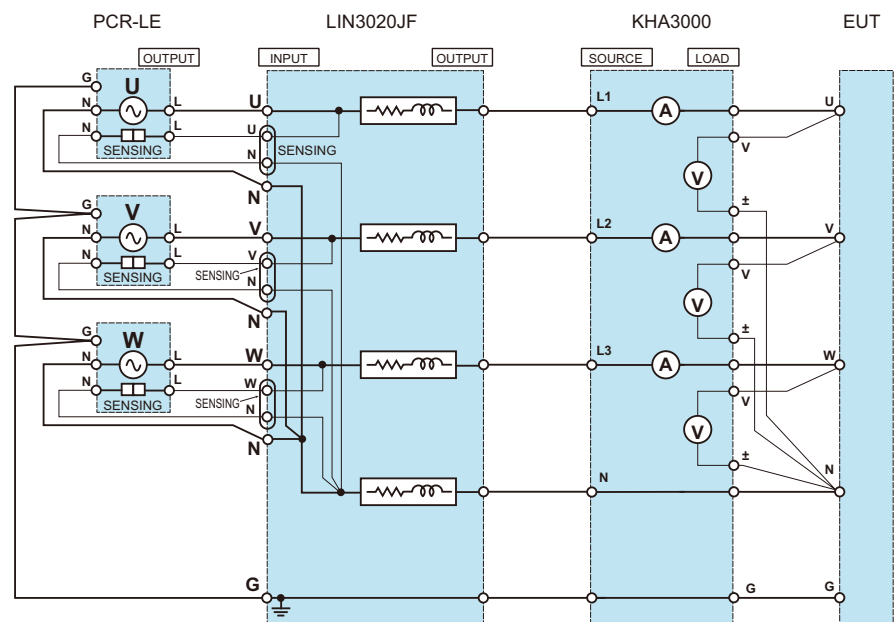 PCR-LE LIN3020JF KHA3000 EUT
OUTPUT INPUT OUTPUT SOURCE LOAD
G U
N L U L1 A U
N L U V
SENSING N SENSING V
N ±
G V
N L V L2 A V
N L V V
SENSING SENSING N V
N ±
G W
N L W L3 A W
N L W V
SENSING SENSING N V
N ±
N N
G G G